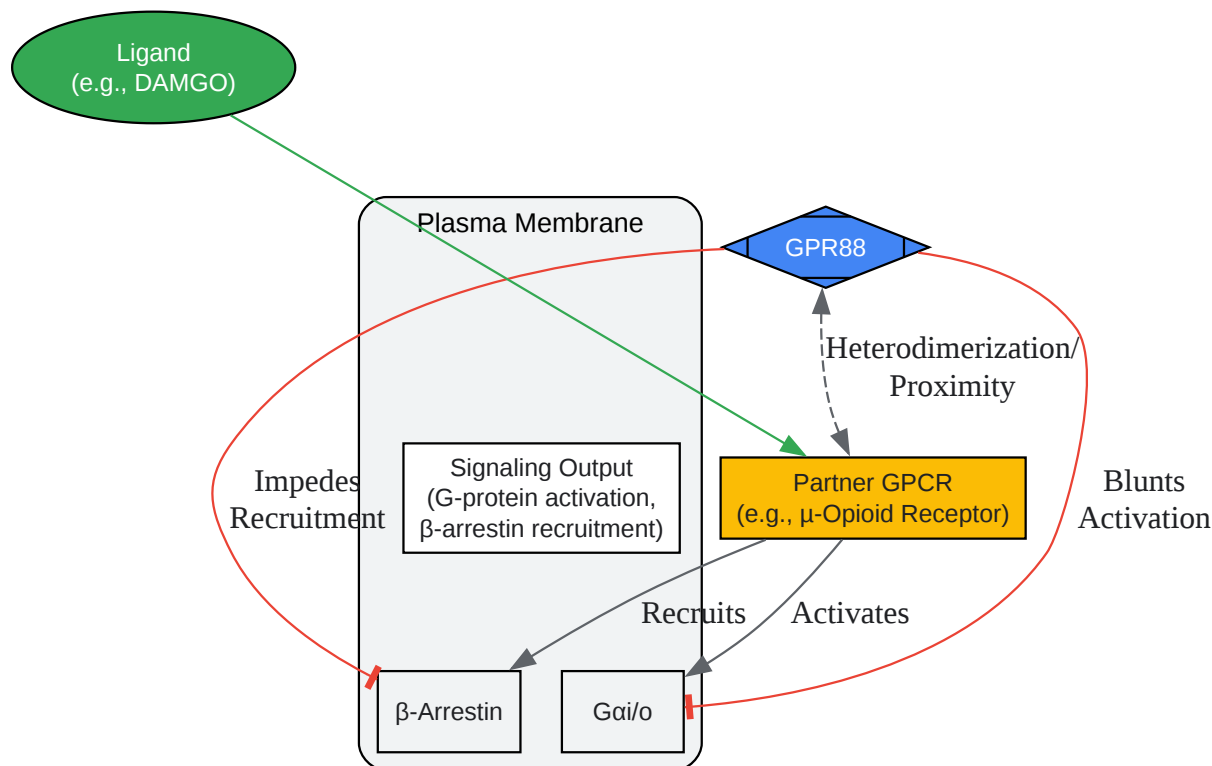 Ligand
(e.g., DAMGO)
Plasma Membrane
GPR88
Heterodimerization/
Proximity
Impedes
Recruitment
Signaling Output
(G-protein activation,
β-arrestin recruitment)
Partner GPCR
(e.g., μ-Opioid Receptor)
Blunts
Activation
Recruits
Activates
β-Arrestin
Gαi/o